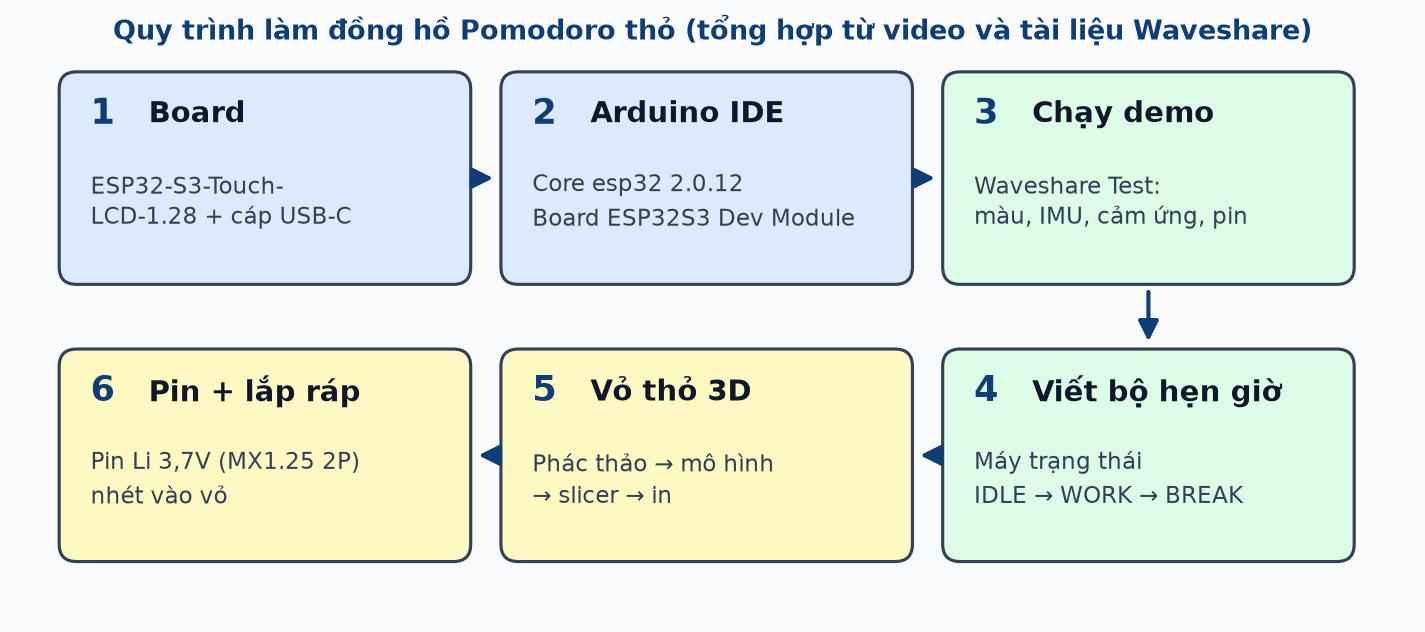 Quy trình làm đồng hồ Pomodoro thỏ (tổng hợp từ video và tài liệu Waveshare)
1 Board
ESP32-S3-Touch-
LCD-1.28 + cáp USB-C
2 Arduino IDE
Core esp32 2.0.12
Board ESP32S3 Dev Module
3 Chạy demo
Waveshare Test:
màu, IMU, cảm ứng, pin
4 Viết bộ hẹn giờ
Máy trạng thái
IDLE → WORK → BREAK
5 Vỏ thỏ 3D
Phác thảo → mô hình
→ slicer → in
6 Pin + lắp ráp
Pin Li 3,7V (MX1.25 2P)
nhét vào vỏ